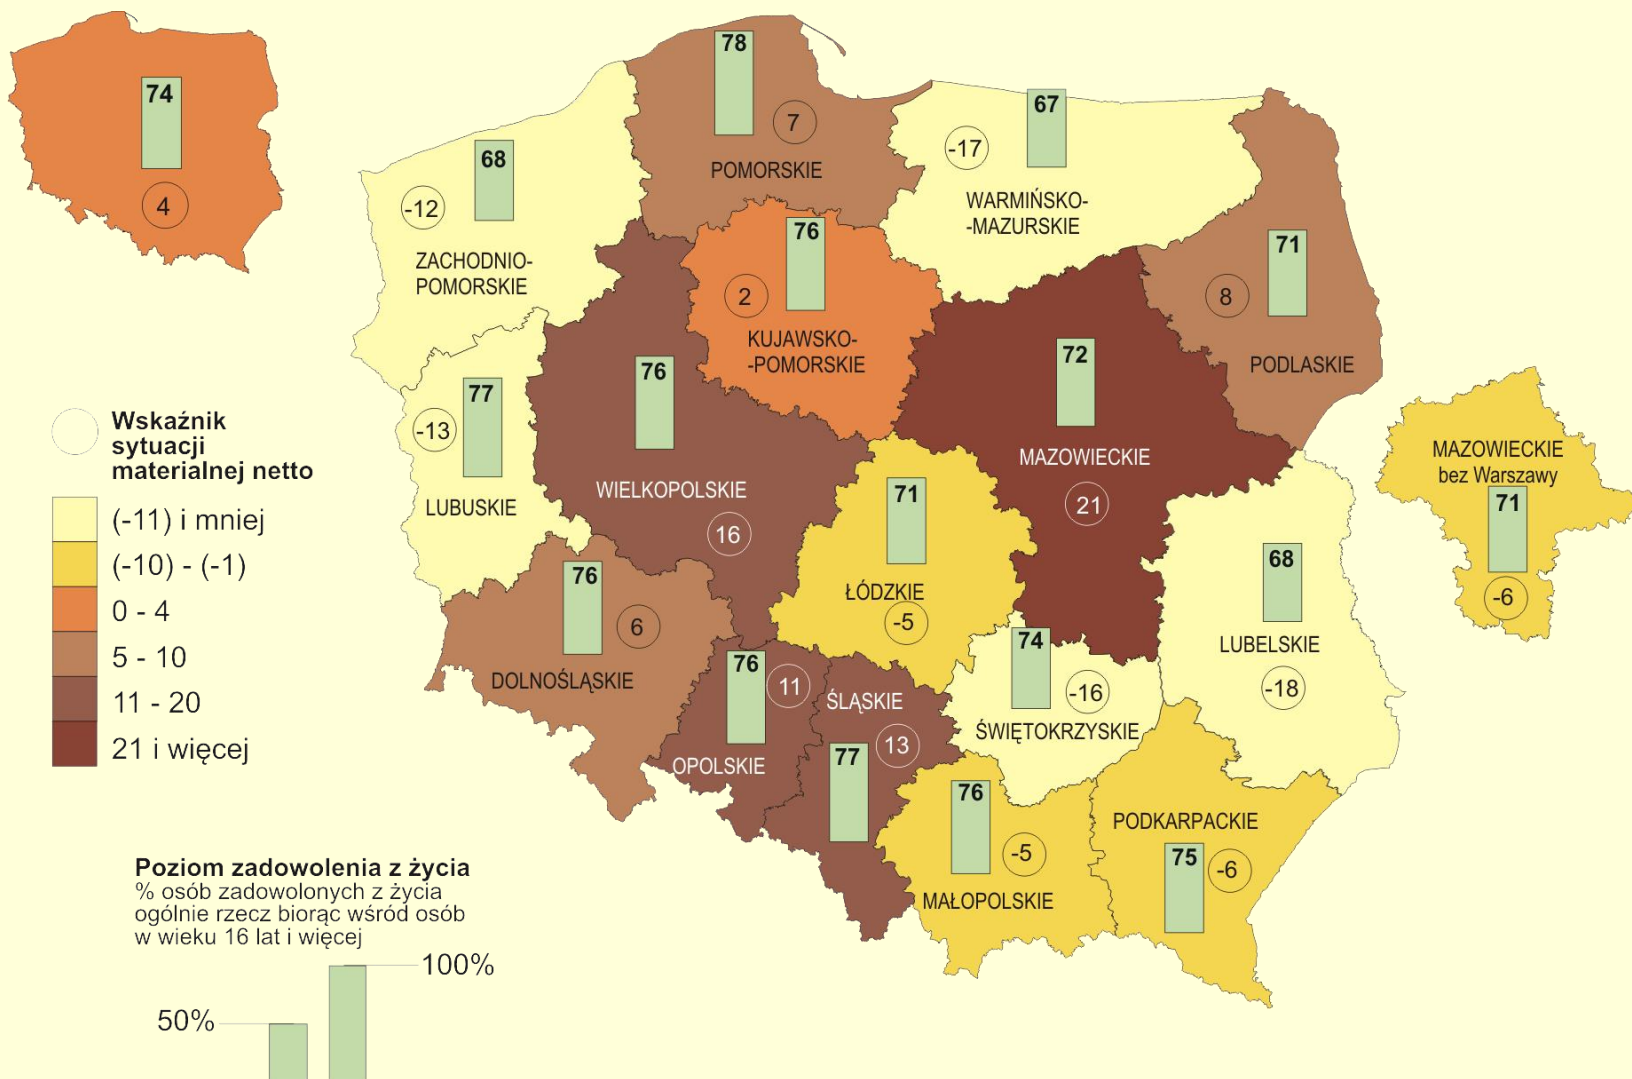 74
4
78
7
POMORSKIE
67
-17
WARMIŃSKO-
-MAZURSKIE
68
-12
ZACHODNIO-
POMORSKIE
76
2
KUJAWSKO-
-POMORSKIE
71
8
PODLASKIE
77
-13
LUBUSKIE
76
WIELKOPOLSKIE
16
72
MAZOWIECKIE
21
MAZOWIECKIE
bez Warszawy
71
-6
71
ŁÓDZKIE
-5
68
LUBELSKIE
-18
76
6
DOLNOŚLĄSKIE
76
11
OPOLSKIE
ŚLĄSKIE
13
77
74
-16
ŚWIĘTOKRZYSKIE
76
-5
MAŁOPOLSKIE
PODKARPACKIE
75
-6
Wskaźnik
sytuacji
materialnej netto
(-11) i mniej
(-10) - (-1)
0 - 4
5 - 10
11 - 20
21 i więcej
Poziom zadowolenia z życia
% osób zadowolonych z życia
ogólnie rzecz biorąc wśród osób
w wieku 16 lat i więcej
100%
50%